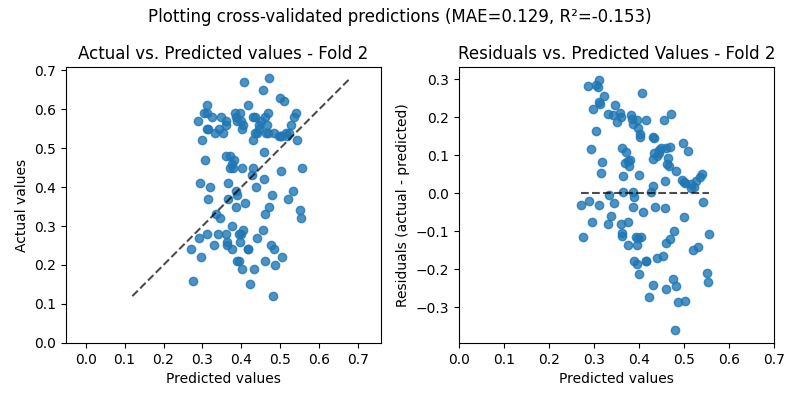 Plotting cross-validated predictions (MAE=0.129, R²=-0.153)
Actual vs. Predicted values - Fold 2
Actual values
0.7
0.6
0.5
0.4
0.3
0.2
0.1
0.0
0.0 0.1 0.2 0.3 0.4 0.5 0.6 0.7
Predicted values
Residuals vs. Predicted Values - Fold 2
Residuals (actual - predicted)
0.3
0.2
0.1
0.0
−0.1
−0.2
−0.3
0.0 0.1 0.2 0.3 0.4 0.5 0.6 0.7
Predicted values